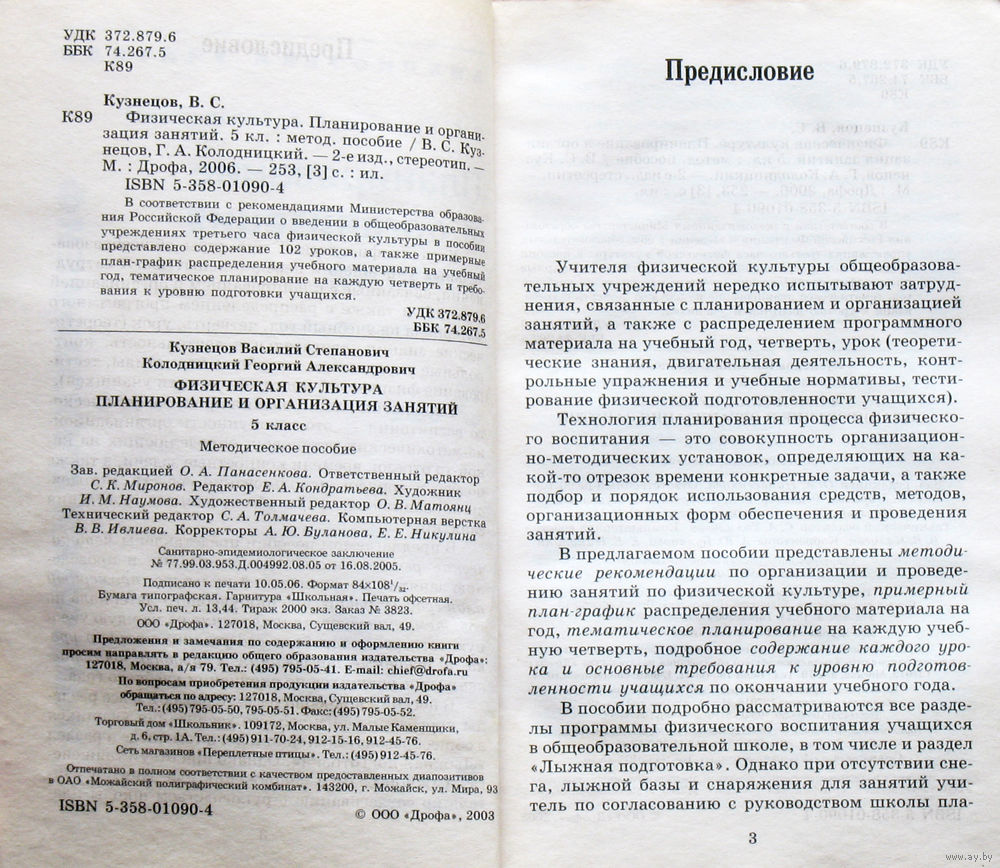 УДК 372.879.6
ББК 74.267.5
К89
Кузнецов, В. С.
К89 Физическая культура. Планирование и органи-
зация занятий. 5 кл. : метод. пособие / В. С. Куз-
нецов, Г. А. Колодницкий. — 2-е изд., стереотип. —
М. : Дрофа, 2006. — 253, [3] с. : ил.
ISBN 5-358-01090-4
В соответствии с рекомендациями Министерства образова-
ния Российской Федерации о введении в общеобразовательных
учреждениях третьего часа физической культуры в пособии
представлено содержание 102 уроков, а также примерные
план-график распределения учебного материала на учебный
год, тематическое планирование на каждую четверть и требо-
вания к уровню подготовки учащихся.
УДК 372.879.6
ББК 74.267.5
Кузнецов Василий Степанович
Колодницкий Георгий Александрович
ФИЗИЧЕСКАЯ КУЛЬТУРА
ПЛАНИРОВАНИЕ И ОРГАНИЗАЦИЯ ЗАНЯТИЙ
5 класс
Методическое пособие
Зав. редакцией О. А. Панасенкова. Ответственный редактор
С. К. Миронов. Редактор Е. А. Кондратьева. Художник
И. М. Наумова. Художественный редактор О. В. Матоянц
Технический редактор С. А. Толмачева. Компьютерная верстка
В. В. Ивлиева. Корректоры А. Ю. Буланова. Е. Е. Никулина
Санитарно-эпидемиологическое заключение
№ 77.99.03.953.Д.004992.08.05 от 16.08.2005.
Подписано к печати 10.05.06. Формат 84×108 1/32.
Бумага типографская. Гарнитура «Школьная». Печать офсетная.
Усл. печ. л. 13,44. Тираж 2000 экз. Заказ № 3823.
ООО «Дрофа». 127018, Москва, Сущевский вал, 49.
Предложения и замечания по содержанию и оформлению книги
просим направлять в редакцию общего образования издательства «Дрофа»:
127018, Москва, а/я 79. Тел.: (495) 795-05-41. E-mail: chief@drofa.ru
По вопросам приобретения продукции издательства «Дрофа»
обращаться по адресу: 127018, Москва, Сущевский вал, 49.
Тел.: (495) 795-05-50, 795-05-51. Факс: (495) 795-05-52.
Торговый дом «Школьник». 109172, Москва, ул. Малые Каменщики,
д. 6, стр. 1А. Тел.: (495) 911-70-24, 912-15-16, 912-45-76.
Сеть магазинов «Переплетные птицы». Тел.: (495) 912-45-76.
Отпечатано в полном соответствии с качеством предоставленных диапозитивов
в ОАО «Можайский полиграфический комбинат». 143200, г. Можайск, ул. Мира, 93
ISBN 5-358-01090-4
© ООО «Дрофа», 2003
Предисловие
Учителя физической культуры общеобразова-
тельных учреждений нередко испытывают затруд-
нения, связанные с планированием и организацией
занятий, а также с распределением программного
материала на учебный год, четверть, урок (теорети-
ческие знания, двигательная деятельность, конт-
рольные упражнения и учебные нормативы, тести-
рование физической подготовленности учащихся).
Технология планирования процесса физическо-
го воспитания — это совокупность организацион-
но-методических установок, определяющих на ка-
кой-то отрезок времени конкретные задачи, а также
подбор и порядок использования средств, методов,
организационных форм обеспечения и проведения
занятий.
В предлагаемом пособии представлены методи-
ческие рекомендации по организации и проведе-
нию занятий по физической культуре, примерный
план-график распределения учебного материала на
год, тематическое планирование на каждую учеб-
ную четверть, подробное содержание каждого уро-
ка и основные требования к уровню подготов-
ленности учащихся по окончании учебного года.
В пособии подробно рассматриваются все разде-
лы программы физического воспитания учащихся
в общеобразовательной школе, в том числе и раздел
«Лыжная подготовка». Однако при отсутствии сне-
га, лыжной базы и снаряжения для занятий учи-
тель по согласованию с руководством школы пла-
3
www.ay.by